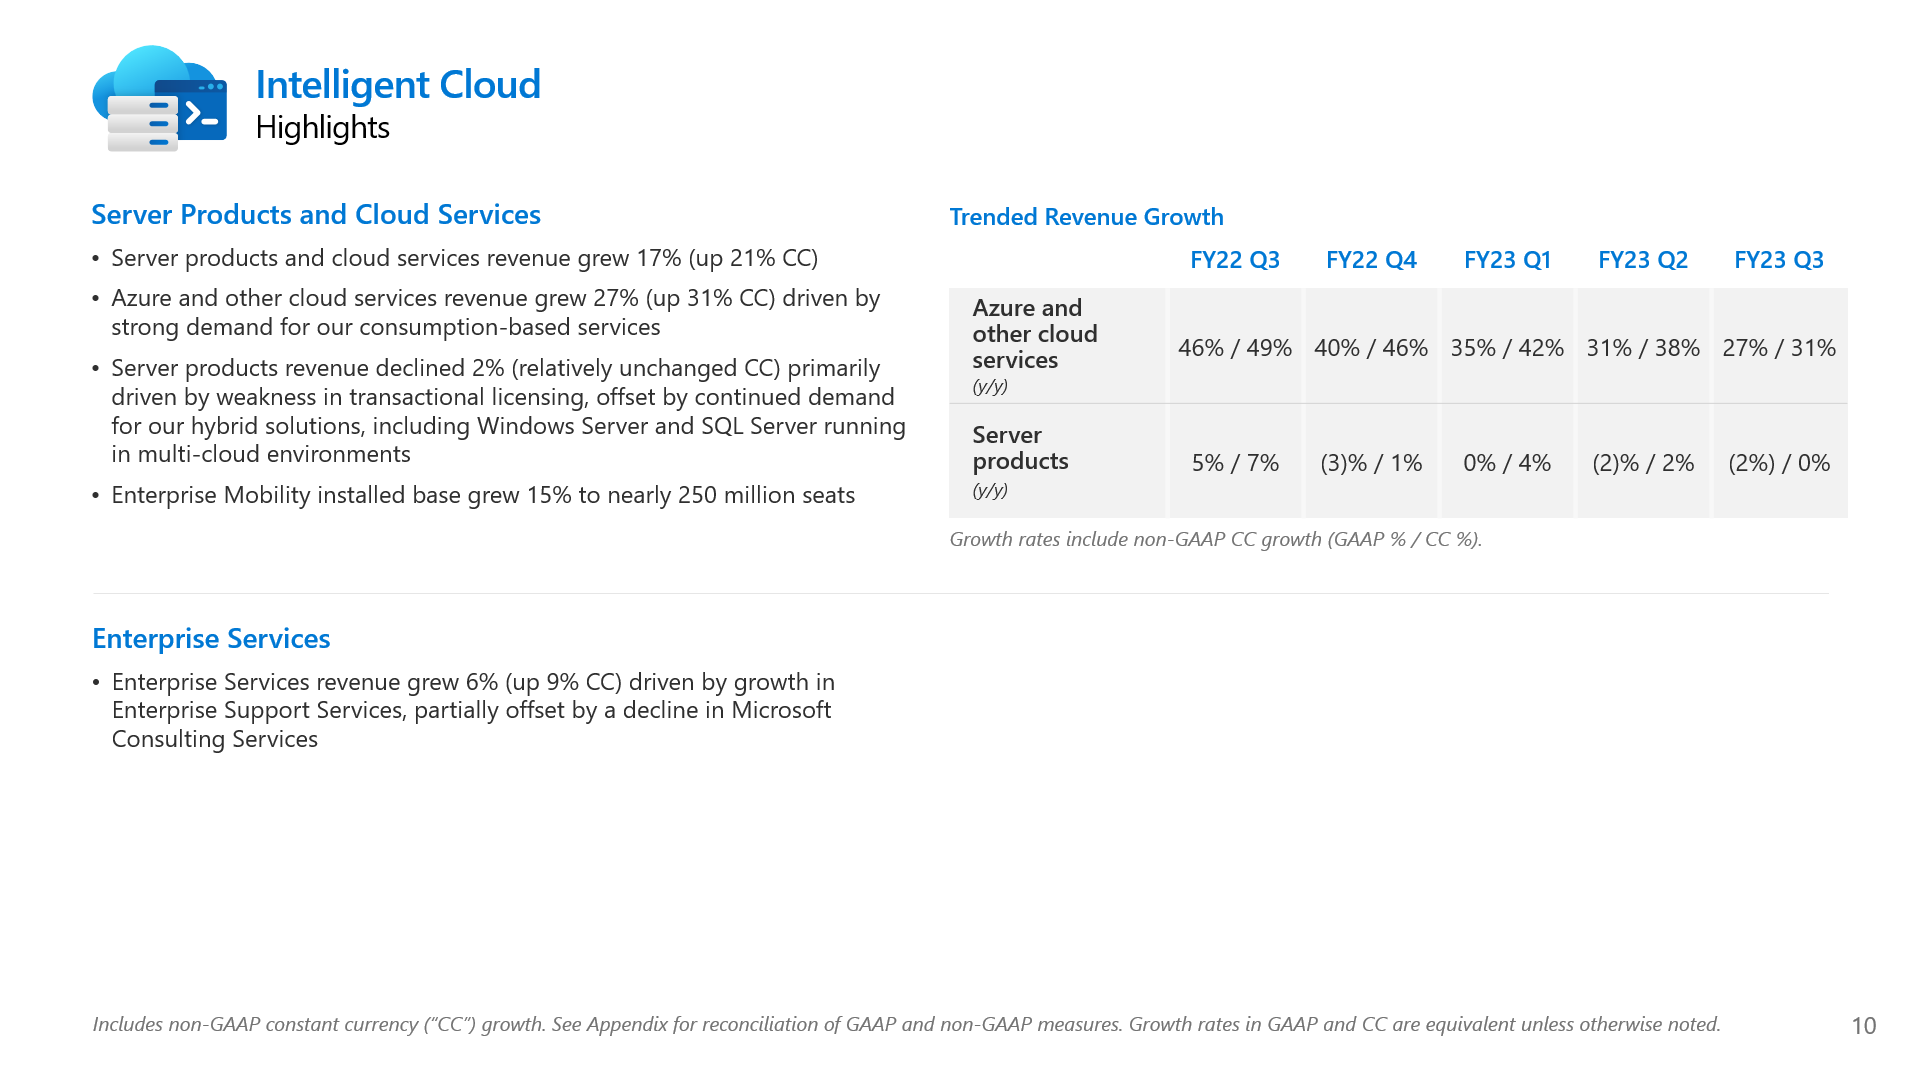 Intelligent Cloud
Highlights
Server Products and Cloud Services
• Server products and cloud services revenue grew 17% (up 21% CC)
• Azure and other cloud services revenue grew 27% (up 31% CC) driven by
strong demand for our consumption-based services
• Server products revenue declined 2% (relatively unchanged CC) primarily
driven by weakness in transactional licensing, offset by continued demand
for our hybrid solutions, including Windows Server and SQL Server running
in multi-cloud environments
• Enterprise Mobility installed base grew 15% to nearly 250 million seats
Trended Revenue Growth
FY22 Q3 FY22 Q4 FY23 Q1 FY23 Q2 FY23 Q3
Azure and
other cloud
services
(y/y)
46% / 49% 40% / 46% 35% / 42% 31% / 38% 27% / 31%
Server
products
(y/y)
5% / 7% (3)% / 1% 0% / 4% (2)% / 2% (2%) / 0%
Growth rates include non-GAAP CC growth (GAAP % / CC %).
Enterprise Services
• Enterprise Services revenue grew 6% (up 9% CC) driven by growth in
Enterprise Support Services, partially offset by a decline in Microsoft
Consulting Services
Includes non-GAAP constant currency (“CC”) growth. See Appendix for reconciliation of GAAP and non-GAAP measures. Growth rates in GAAP and CC are equivalent unless otherwise noted.
10